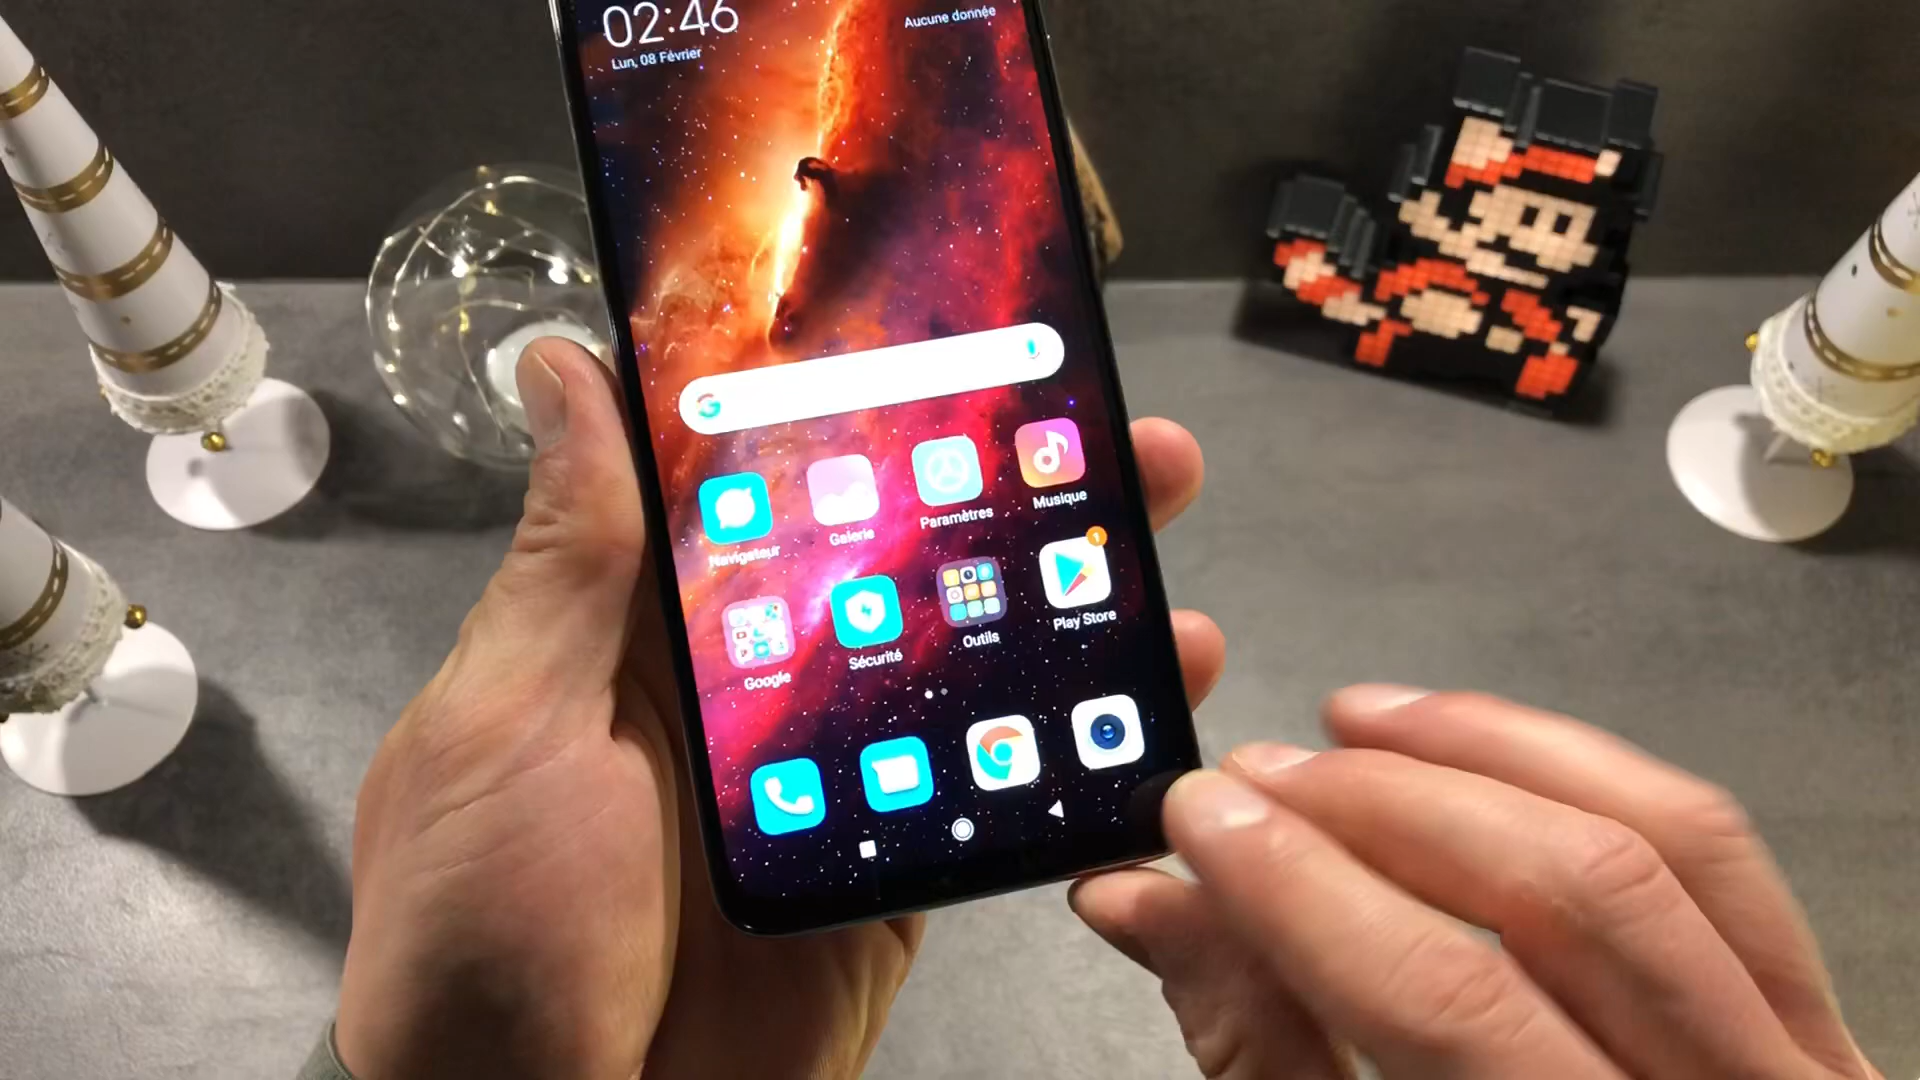 02:46
Lun, 08 Février
Aucune donnée
Navigateur
Galerie
Paramètres
Musique
1
Google
Sécurité
Outils
Play Store